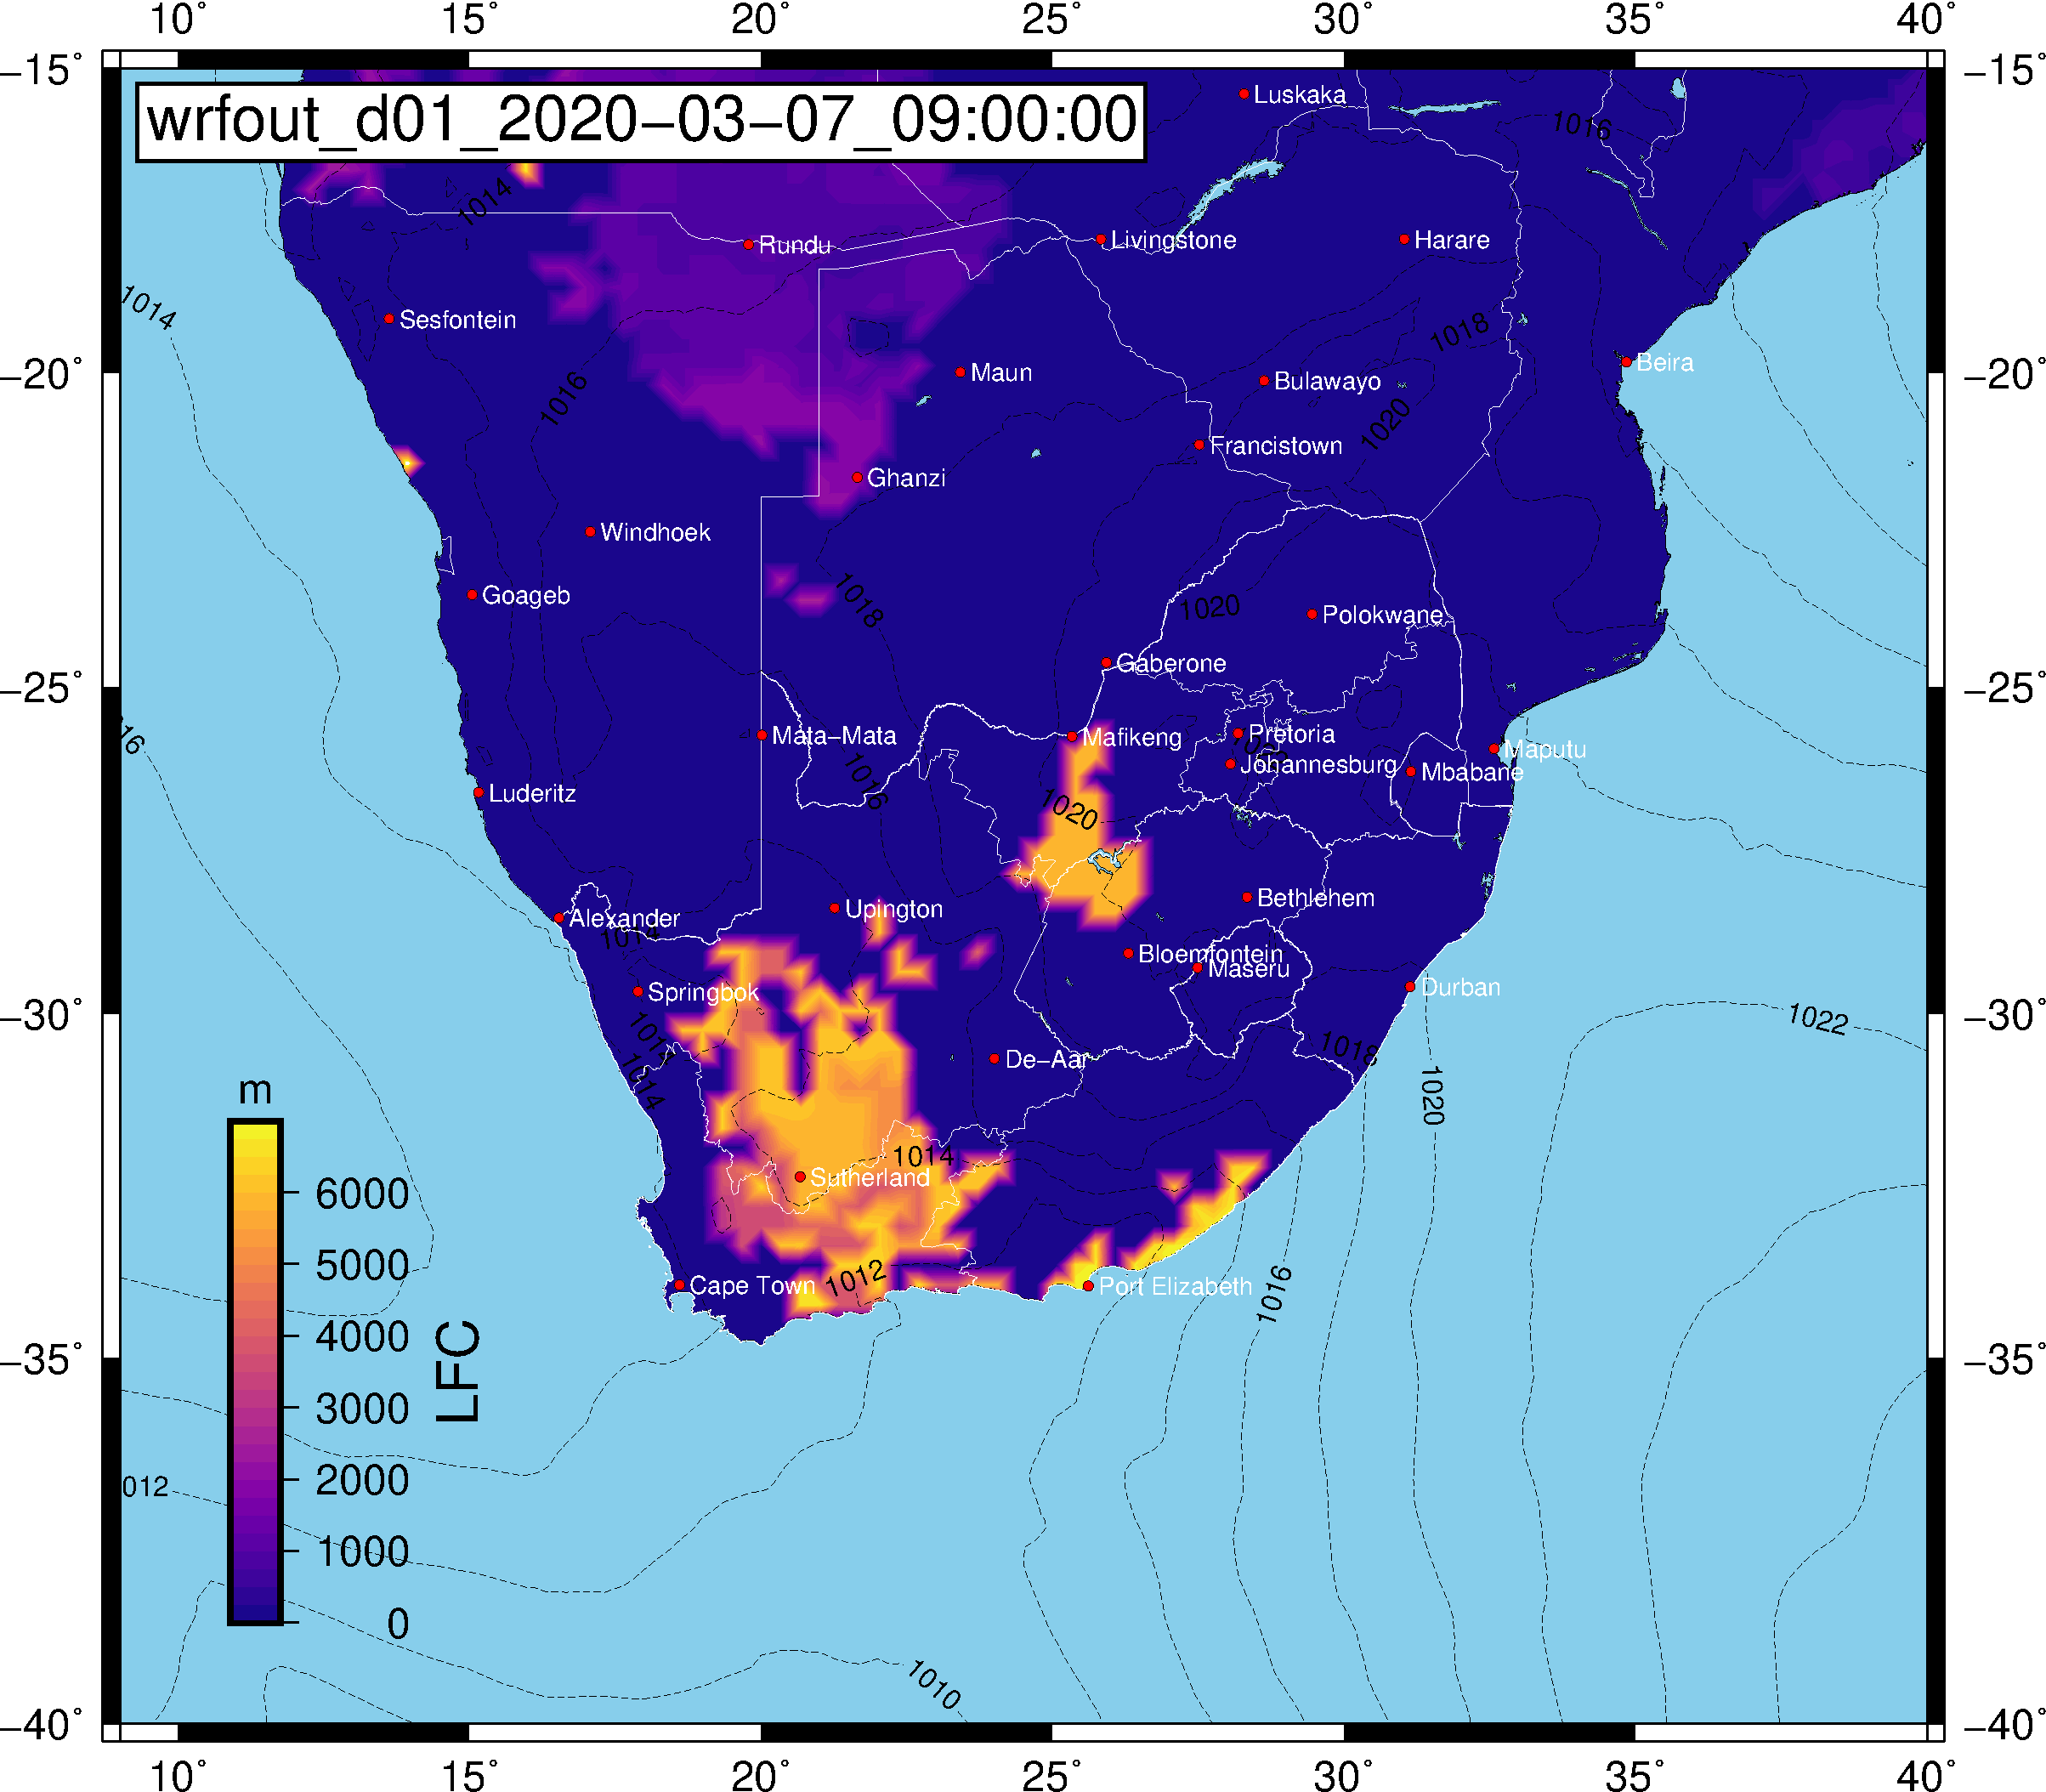 10° 15° 20° 25° 30° 35° 40°
−15° −15°
wrfout_d01_2020−03−07_09:00:00
Luskaka
1016
1014
Rundu
Livingstone
Harare
1014
Sesfontein
1018
Beira
−20° −20°
Maun
Bulawayo
1016
1020
Francistown
Ghanzi
Windhoek
1018
Goageb
1020
Polokwane
Gaberone
−25° −25°
16
Mata−Mata
Mafikeng
Pretoria
Maputu
1016
Johannesburg
Mbabane
Luderitz
1020
Bethlehem
Upington
Alexander
1014
Bloemfontein
Maseru
Springbok
Durban
−30° −30°
1014
1022
1018
De−Aar
1014
1020
m
1014
Sutherland
6000
5000
4000
3000
2000
1000
0
LFC
Cape Town
1012
Port Elizabeth
1016
−35° −35°
012
1010
−40° −40°
10° 15° 20° 25° 30° 35° 40°